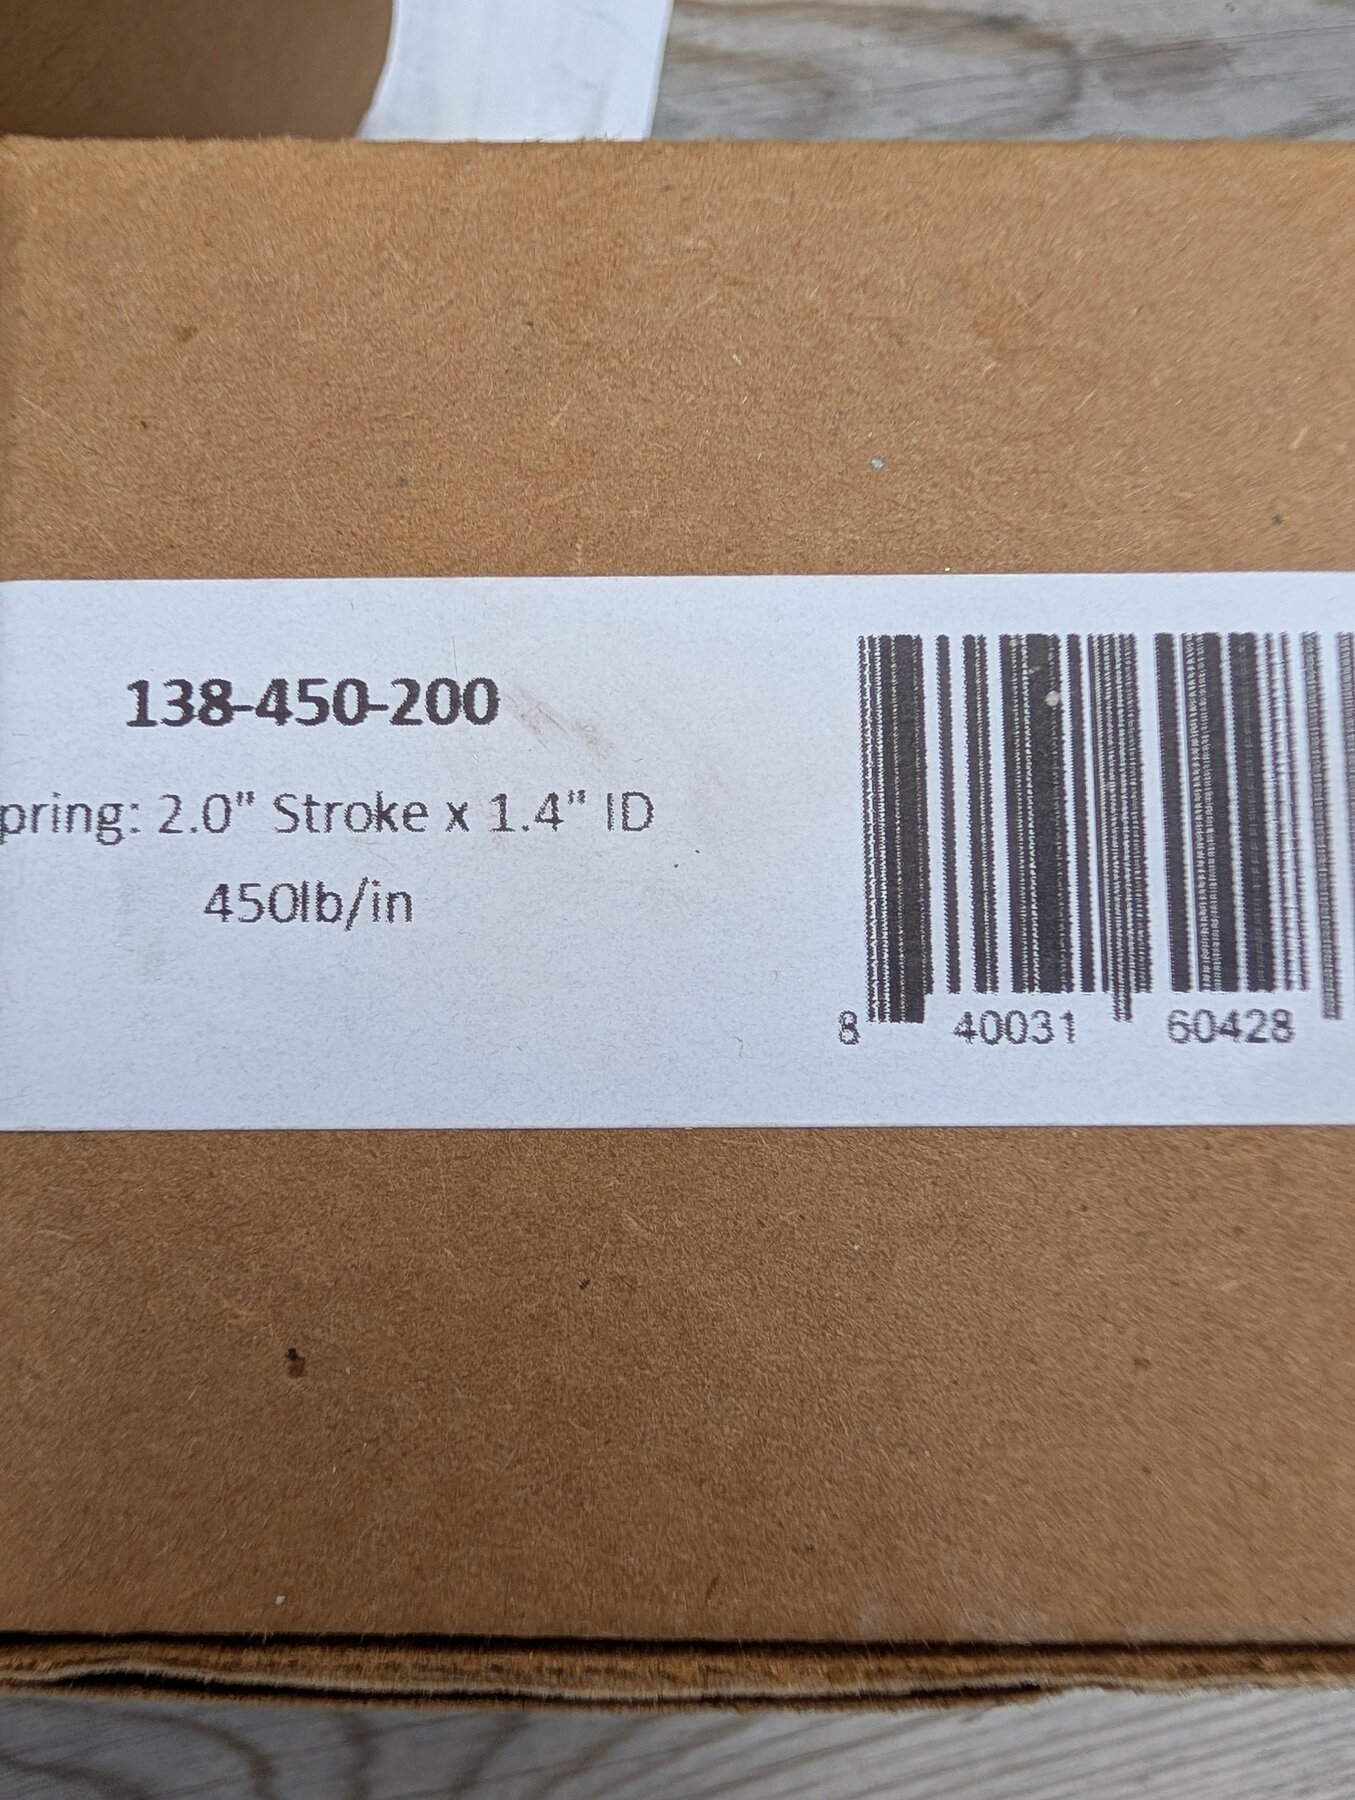 138-450-200
pring: 2.0" Stroke x 1.4" ID
450lb/in
8 40031 60428